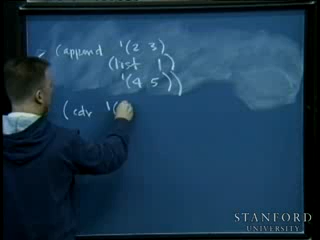 > (append '(2 3)
(list 1)
'(4 5))
(cdr '(
STANFORD
UNIVERSITY